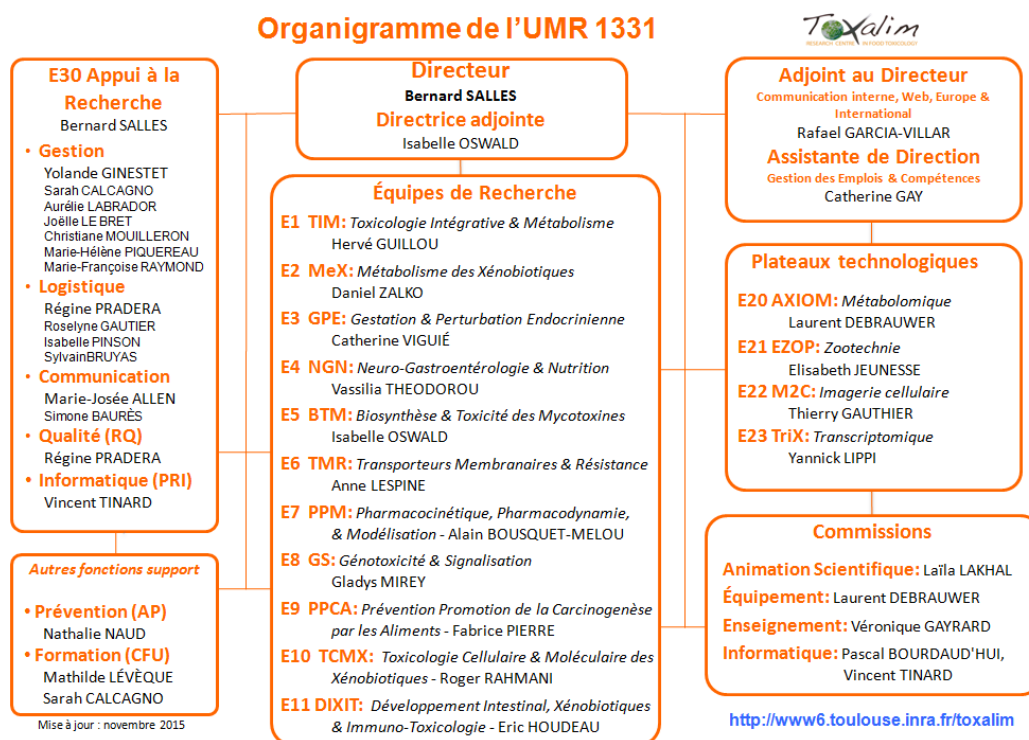 Organigramme de l'UMR 1331
Toxalim
RESEARCH CENTRE IN FOOD TOXICOLOGY
E30 Appui à la
Recherche
Bernard SALLES
• Gestion
Yolande GINESTET
Sarah CALCAGNO
Aurélie LABRADOR
Joëlle LE BRET
Christiane MOUILLERON
Marie-Hélène PIQUEREAU
Marie-Françoise RAYMOND
• Logistique
Régine PRADERA
Roselyne GAUTIER
Isabelle PINSON
SylvainBRUYAS
• Communication
Marie-Josée ALLEN
Simone BAURÈS
• Qualité (RQ)
Régine PRADERA
• Informatique (PRI)
Vincent TINARD
Autres fonctions support
• Prévention (AP)
Nathalie NAUD
• Formation (CFU)
Mathilde LÉVÈQUE
Sarah CALCAGNO
Mise à jour : novembre 2015
Directeur
Bernard SALLES
Directrice adjointe
Isabelle OSWALD
Équipes de Recherche
E1 TIM: Toxicologie Intégrative & Métabolisme
Hervé GUILLOU
E2 MeX: Métabolisme des Xénobiotiques
Daniel ZALKO
E3 GPE: Gestation & Perturbation Endocrinienne
Catherine VIGUIÉ
E4 NGN: Neuro-Gastroentérologie & Nutrition
Vassilia THEODOROU
E5 BTM: Biosynthèse & Toxicité des Mycotoxines
Isabelle OSWALD
E6 TMR: Transporteurs Membranaires & Résistance
Anne LESPINE
E7 PPM: Pharmacocinétique, Pharmacodynamie,
& Modélisation - Alain BOUSQUET-MELOU
E8 GS: Génotoxicité & Signalisation
Gladys MIREY
E9 PPCA: Prévention Promotion de la Carcinogenèse
par les Aliments - Fabrice PIERRE
E10 TCMX: Toxicologie Cellulaire & Moléculaire des
Xénobiotiques - Roger RAHMANI
E11 DIXIT: Développement Intestinal, Xénobiotiques
& Immuno-Toxicologie - Eric HOUDEAU
Adjoint au Directeur
Communication interne, Web, Europe &
International
Rafael GARCIA-VILLAR
Assistante de Direction
Gestion des Emplois & Compétences
Catherine GAY
Plateaux technologiques
E20 AXIOM: Métabolomique
Laurent DEBRAUWER
E21 EZOP: Zootechnie
Elisabeth JEUNESSE
E22 M2C: Imagerie cellulaire
Thierry GAUTHIER
E23 TriX: Transcriptomique
Yannick LIPPI
Commissions
Animation Scientifique: Laïla LAKHAL
Équipement: Laurent DEBRAUWER
Enseignement: Véronique GAYRARD
Informatique: Pascal BOURDAUD'HUI,
Vincent TINARD
http://www6.toulouse.inra.fr/toxalim